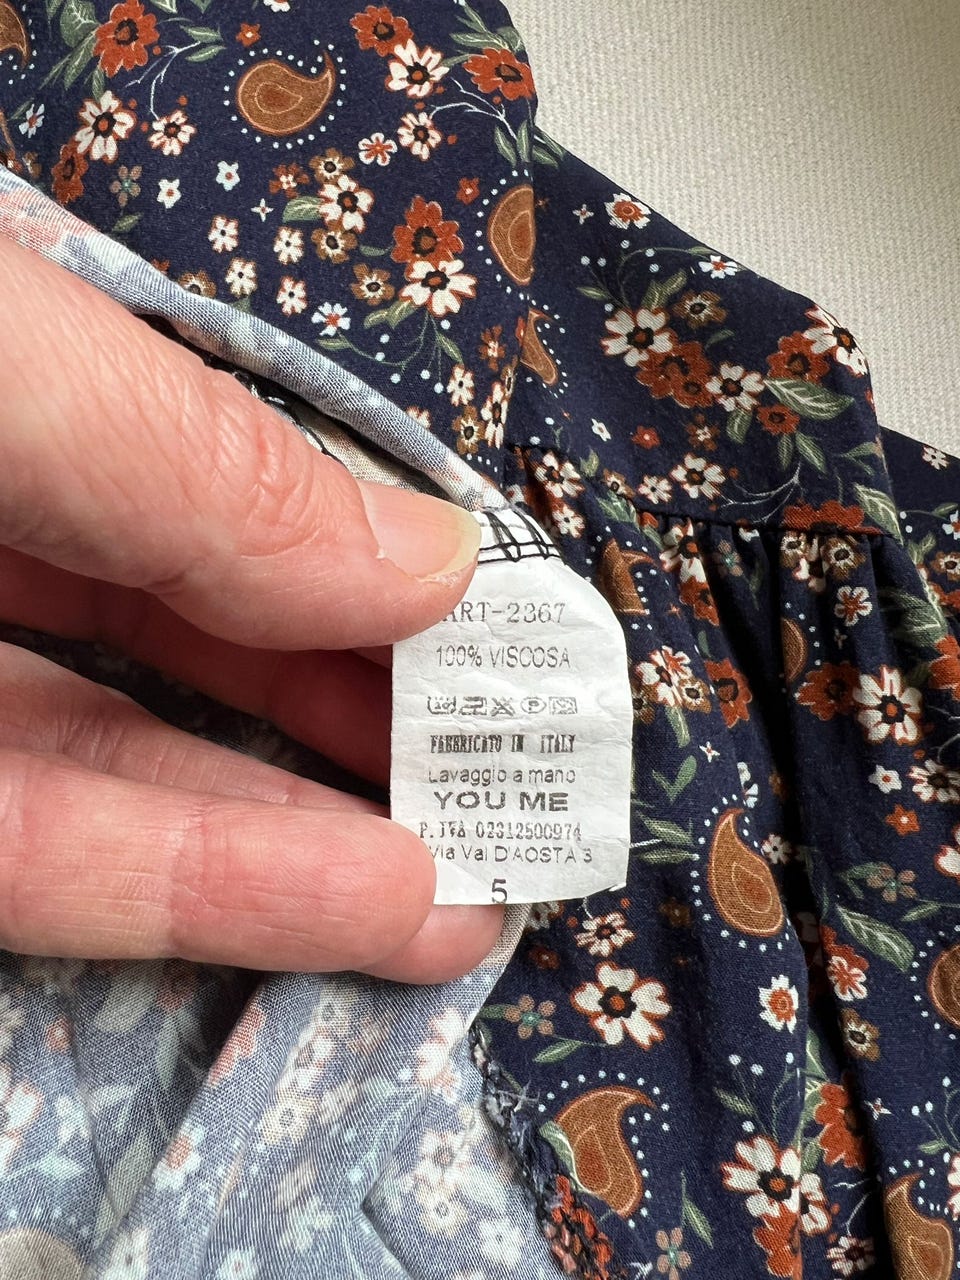 ART-2367
100% VISCOSA
FABBRICATO IN ITALY
Lavaggio a mano
YOU ME
P.IVA 02312500974
Via Val D'AOSTA 3
5